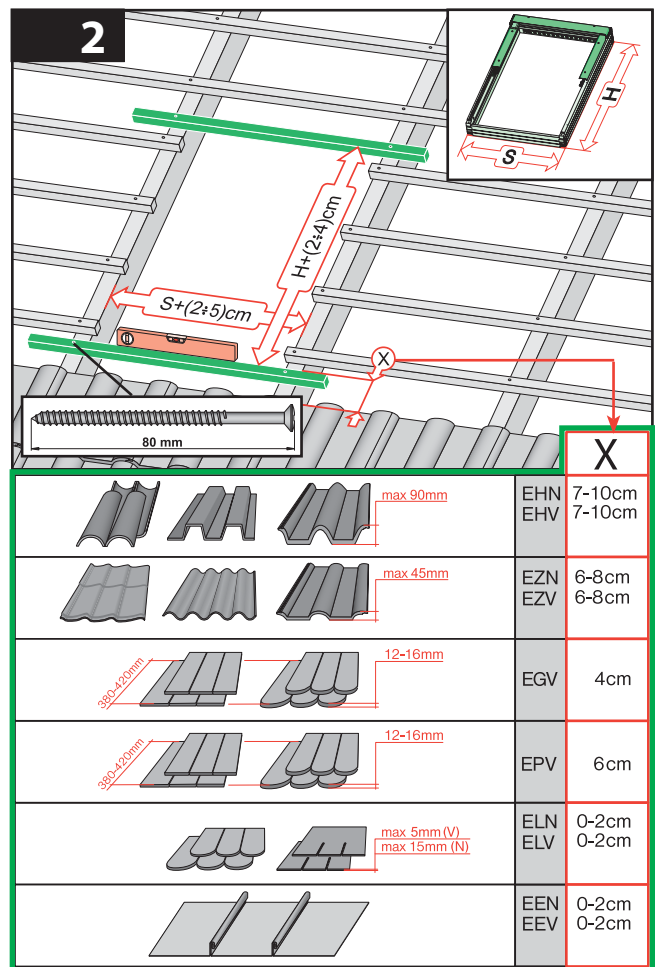 2
H
S
H+(2÷4)cm
S+(2÷5)cm
X
80 mm
X
max 90mm
EHN 7-10cm
EHV 7-10cm
max 45mm
EZN 6-8cm
EZV 6-8cm
380-420mm
12-16mm
EGV 4cm
380-420mm
12-16mm
EPV 6cm
max 5mm (V)
max 15mm (N)
ELN 0-2cm
ELV 0-2cm
EEN 0-2cm
EEV 0-2cm